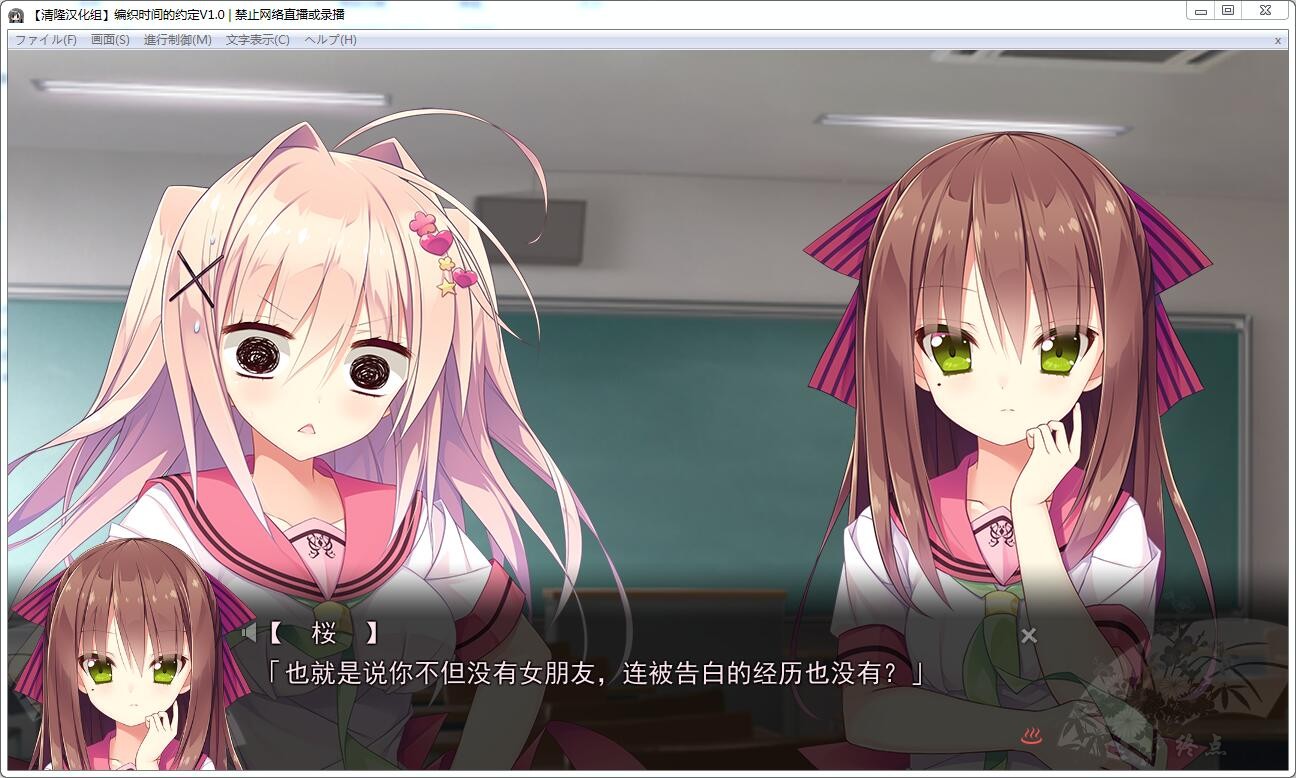 【清隆汉化组】编织时间的约定V1.0 | 禁止网络直播或录播
ファイル(F) 画面(S) 進行制御(M) 文字表示(C) ヘルプ(H) x
【 桜 】
「也就是说你不但没有女朋友，连被告白的经历也没有？」
终点